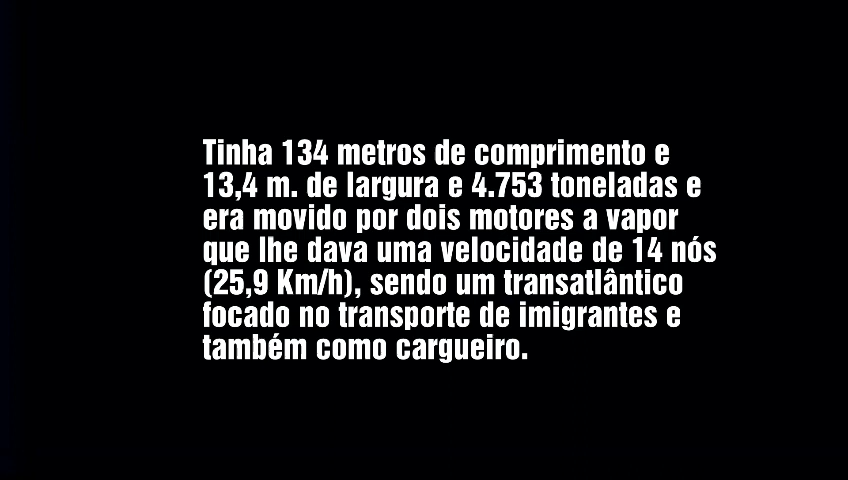 Tinha 134 metros de comprimento e
13,4 m. de largura e 4.753 toneladas e
era movido por dois motores a vapor
que lhe dava uma velocidade de 14 nós
(25,9 Km/h), sendo um transatlântico
focado no transporte de imigrantes e
também como cargueiro.